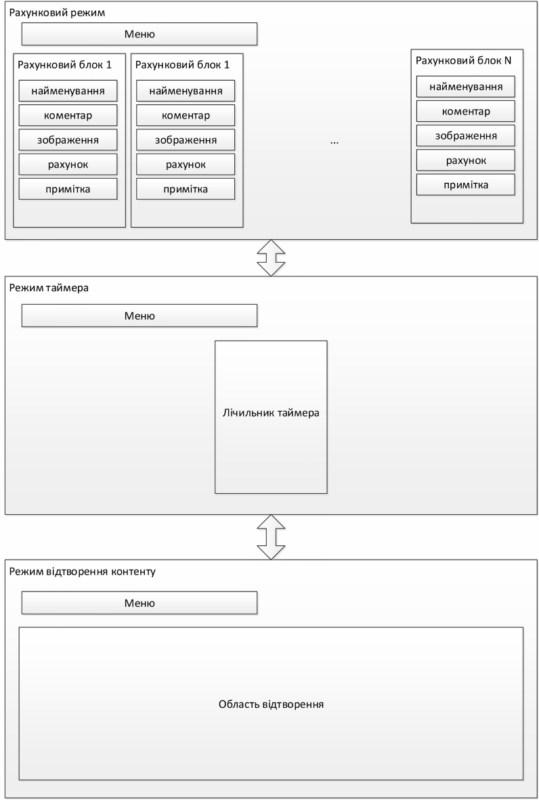 Рахунковий режим
Меню
Рахунковий блок 1
найменування
коментар
зображення
рахунок
примітка
Рахунковий блок 1
найменування
коментар
зображення
рахунок
примітка
...
Рахунковий блок N
найменування
коментар
зображення
рахунок
примітка
Режим таймера
Меню
Лічильник таймера
Режим відтворення контенту
Меню
Область відтворення